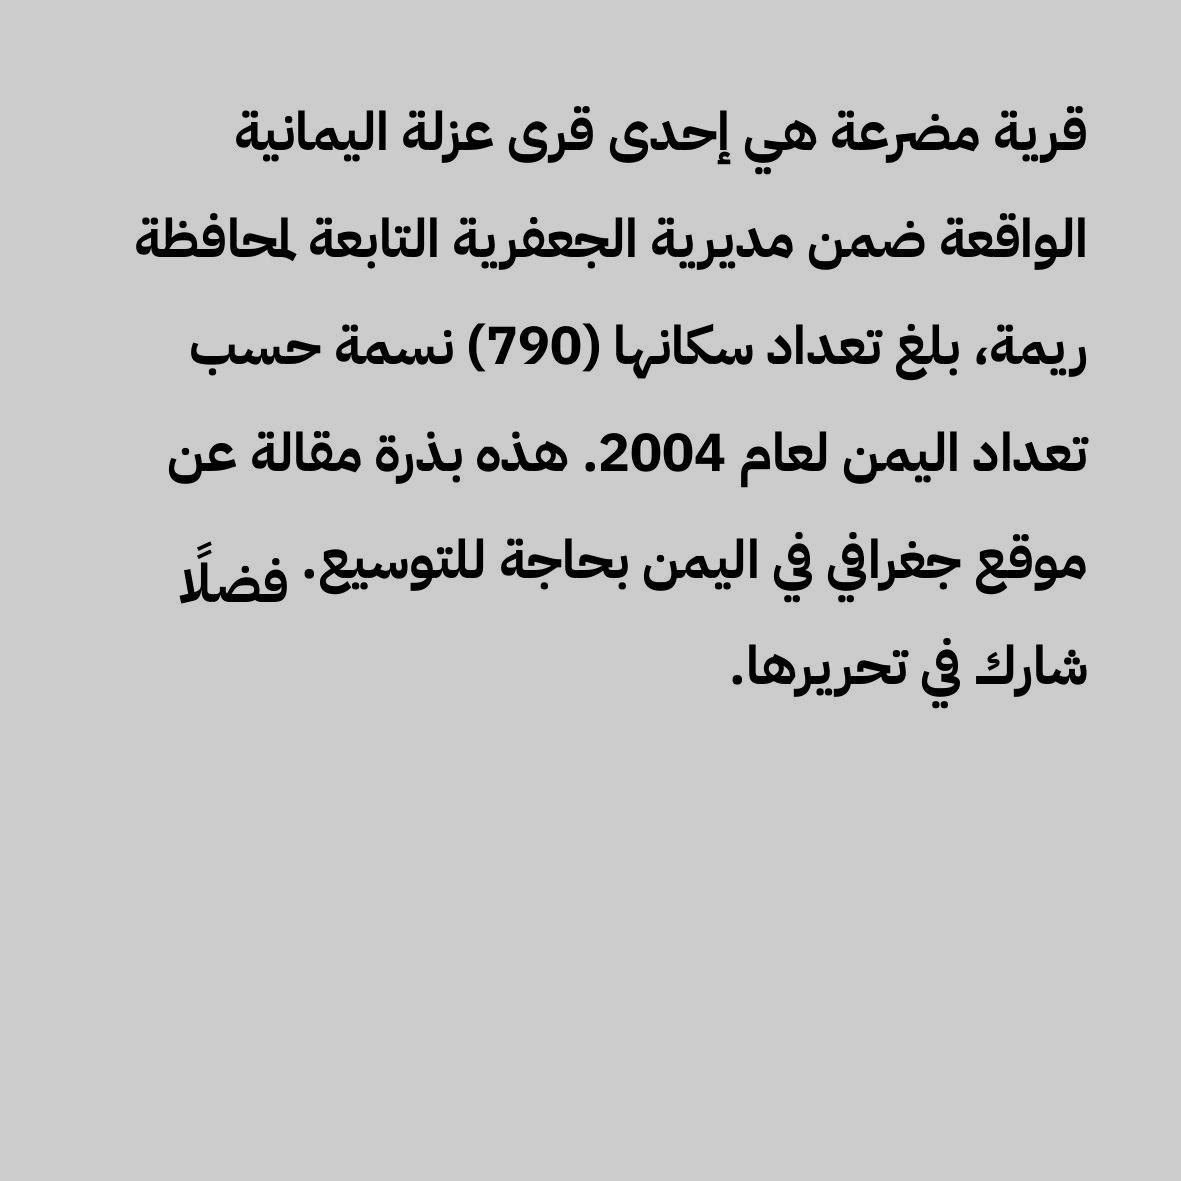 قرية مضرعة هي إحدى قرى عزلة اليمانية
الواقعة ضمن مديرية الجعفرية التابعة لمحافظة
ريمة، بلغ تعداد سكانها (790) نسمة حسب
تعداد اليمن لعام 2004. هذه بذرة مقالة عن
موقع جغرافي في اليمن بحاجة للتوسيع. فضلًا
شارك في تحريرها.